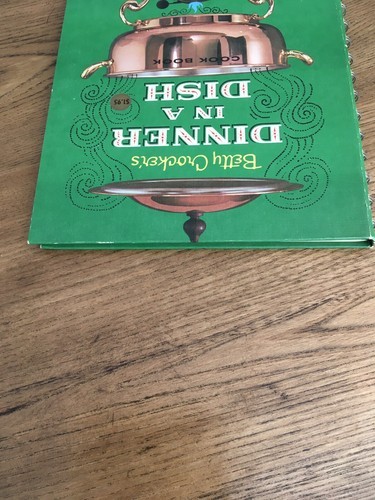 Betty Crocker's
DINNER
IN A
DISH
$1.95
COOK BOOK